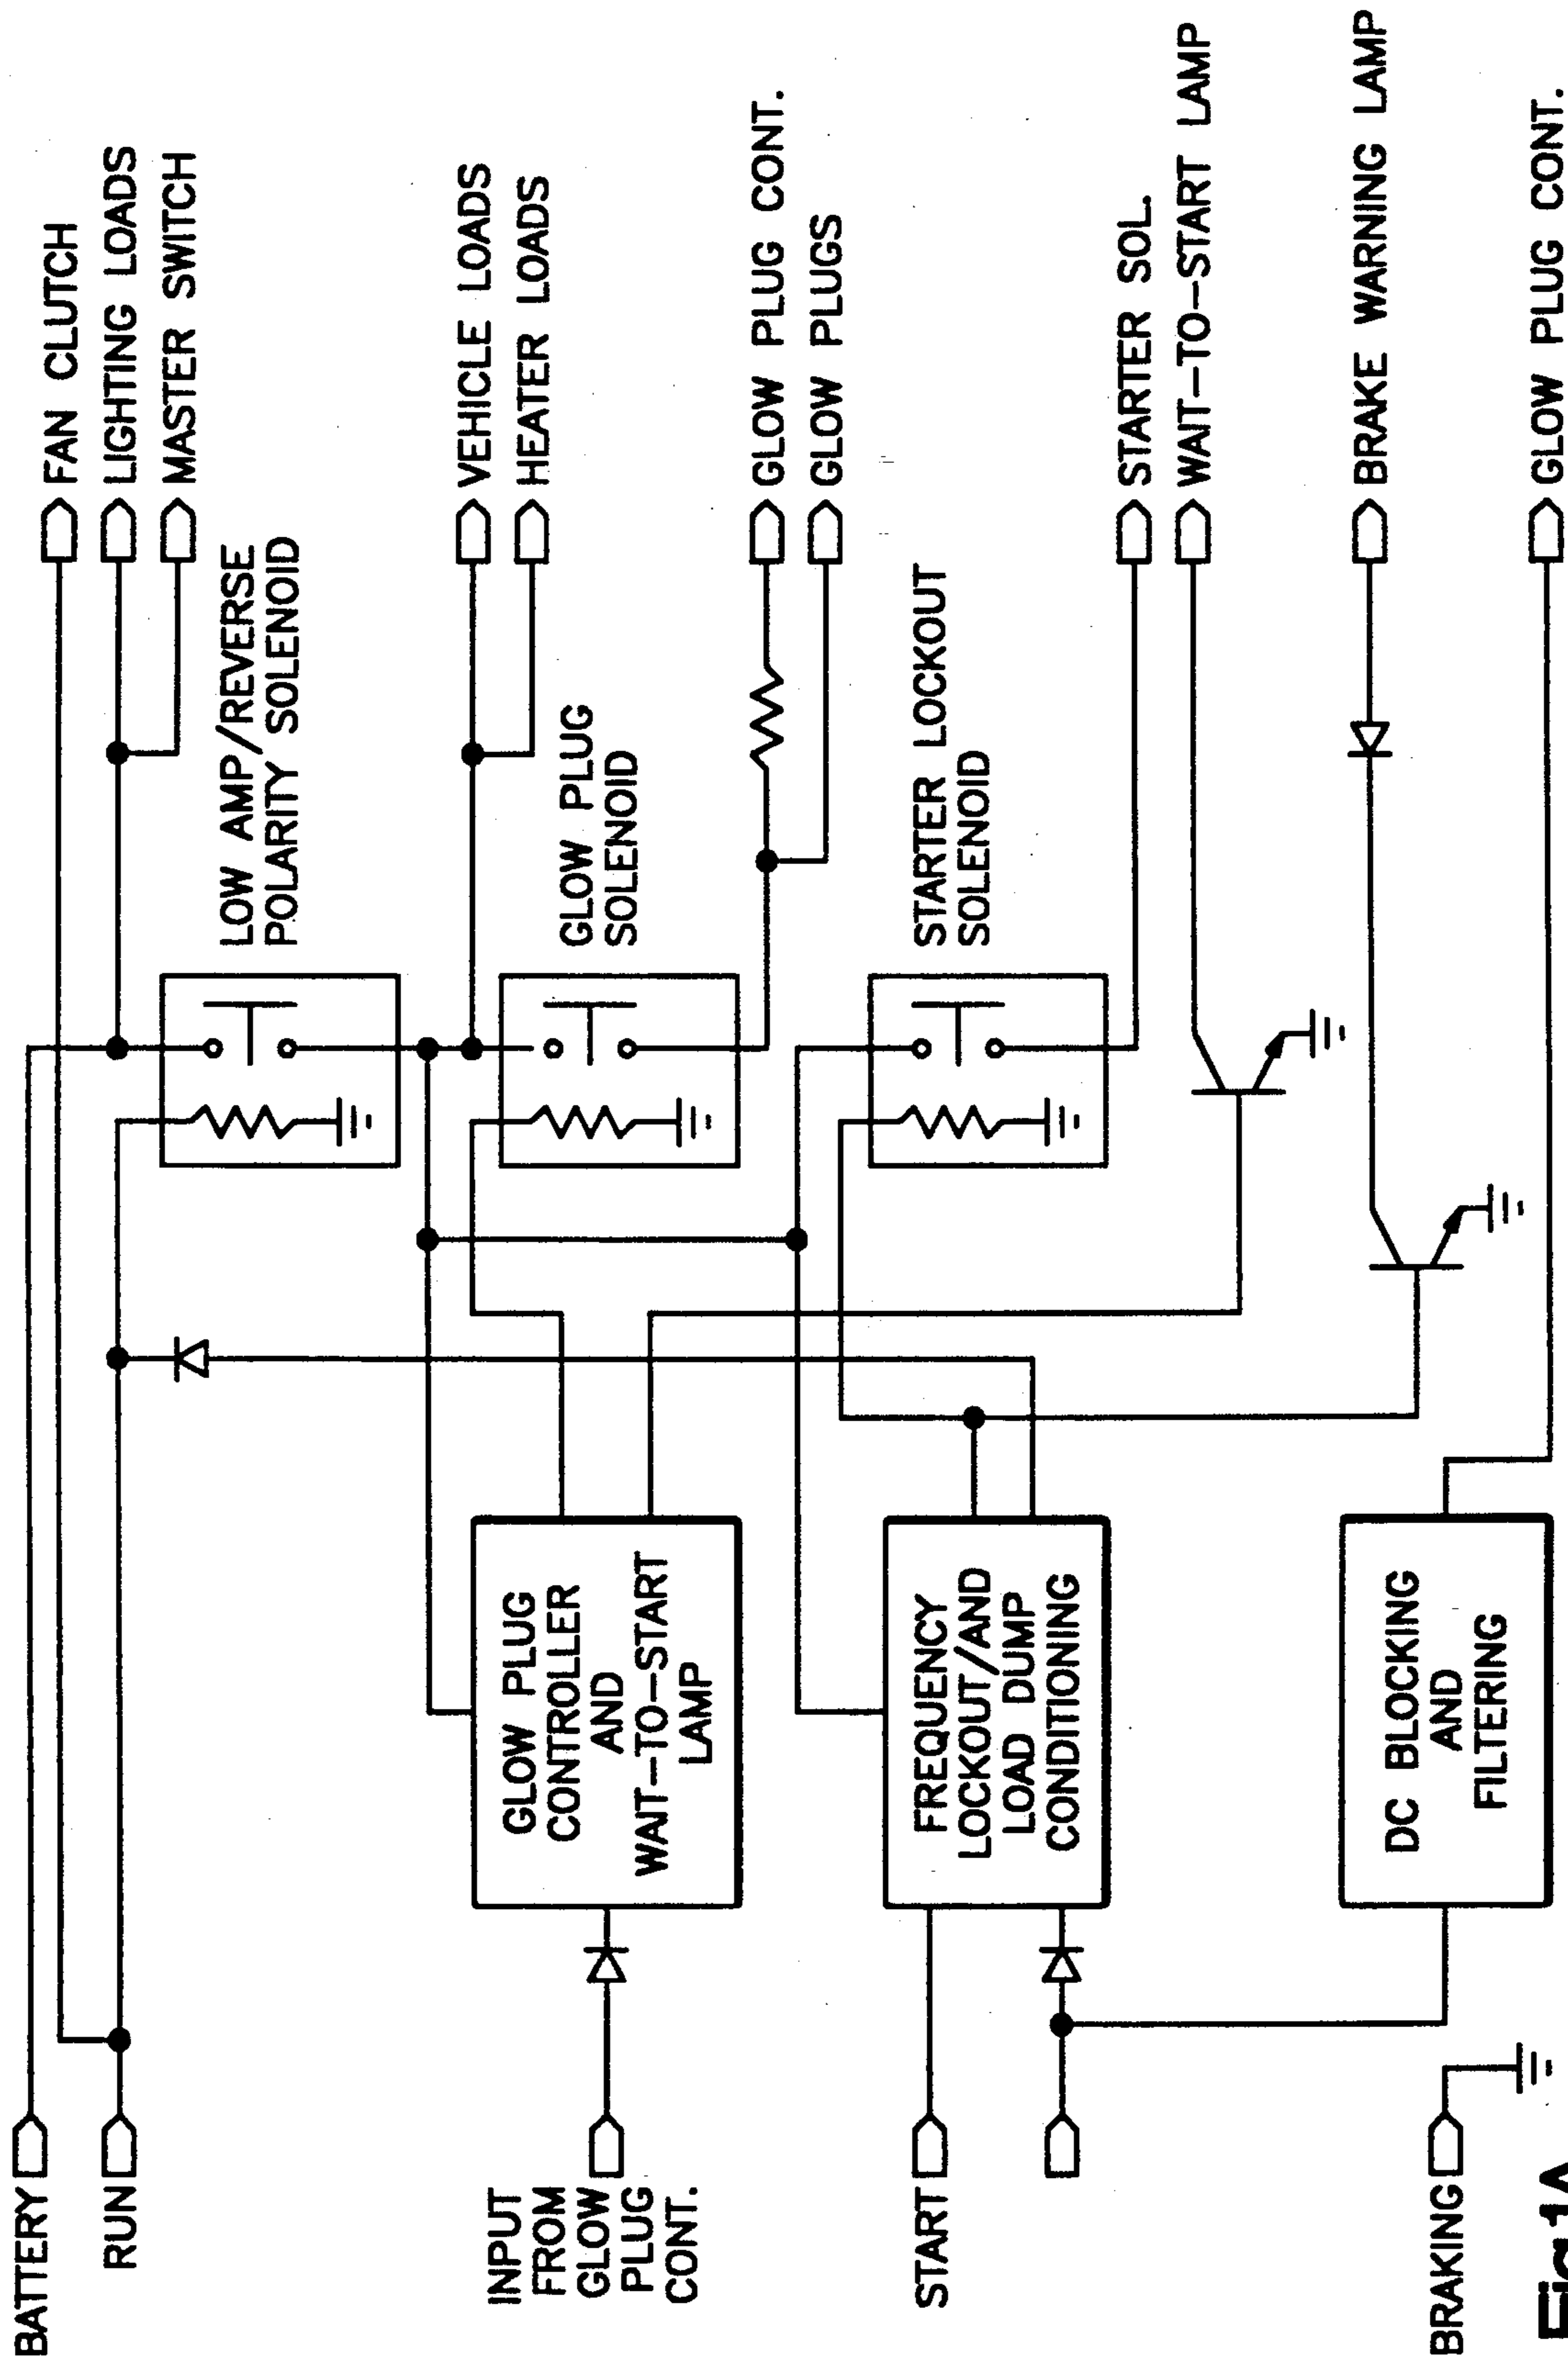 BATTERY
RUN
INPUT
FROM
GLOW
PLUG
CONT.
START
BRAKING
GLOW PLUG
CONTROLLER
AND
WAIT-TO-START
LAMP
FREQUENCY
LOCKOUT/AND
LOAD DUMP
CONDITIONING
DC BLOCKING
AND
FILTERING
LOW AMP/REVERSE
POLARITY SOLENOID
GLOW PLUG
SOLENOID
STARTER LOCKOUT
SOLENOID
FAN CLUTCH
LIGHTING LOADS
MASTER SWITCH
VEHICLE LOADS
HEATER LOADS
GLOW PLUG CONT.
GLOW PLUGS
STARTER SOL.
WAIT-TO-START LAMP
BRAKE WARNING LAMP
GLOW PLUG CONT.
Fig1A